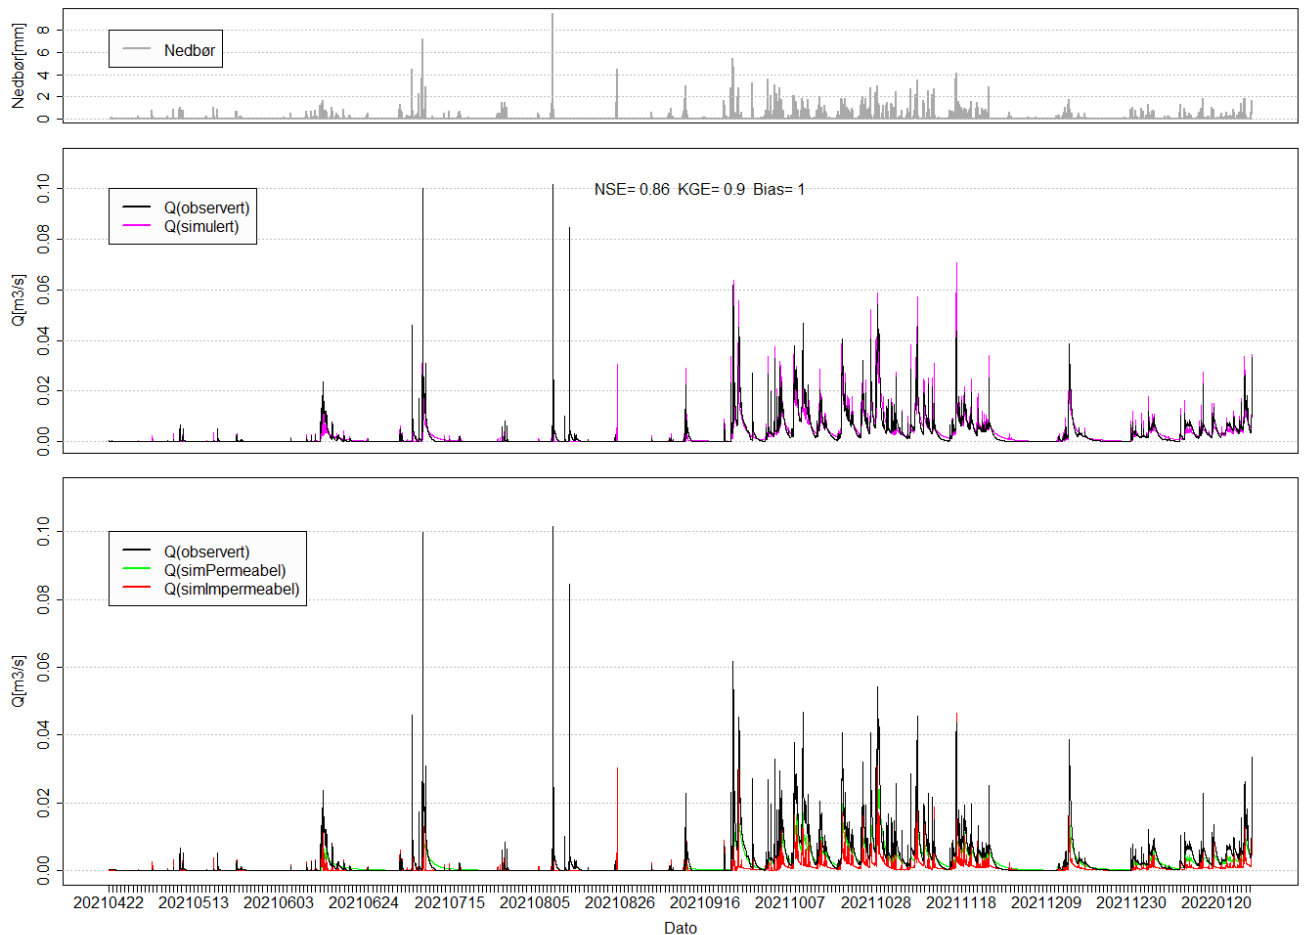 Nedbør[mm]
8
6
4
2
0
Nedbør
Q[m3/s]
0.10
0.08
0.06
0.04
0.02
0.00
Q(observert)
Q(simulert)
NSE= 0.86 KGE= 0.9 Bias= 1
Q[m3/s]
0.10
0.08
0.06
0.04
0.02
0.00
Q(observert)
Q(simPermeabel)
Q(simImpermeabel)
20210422 20210513 20210603 20210624 20210715 20210805 20210826 20210916 20211007 20211028 20211118 20211209 20211230 20220120
Dato